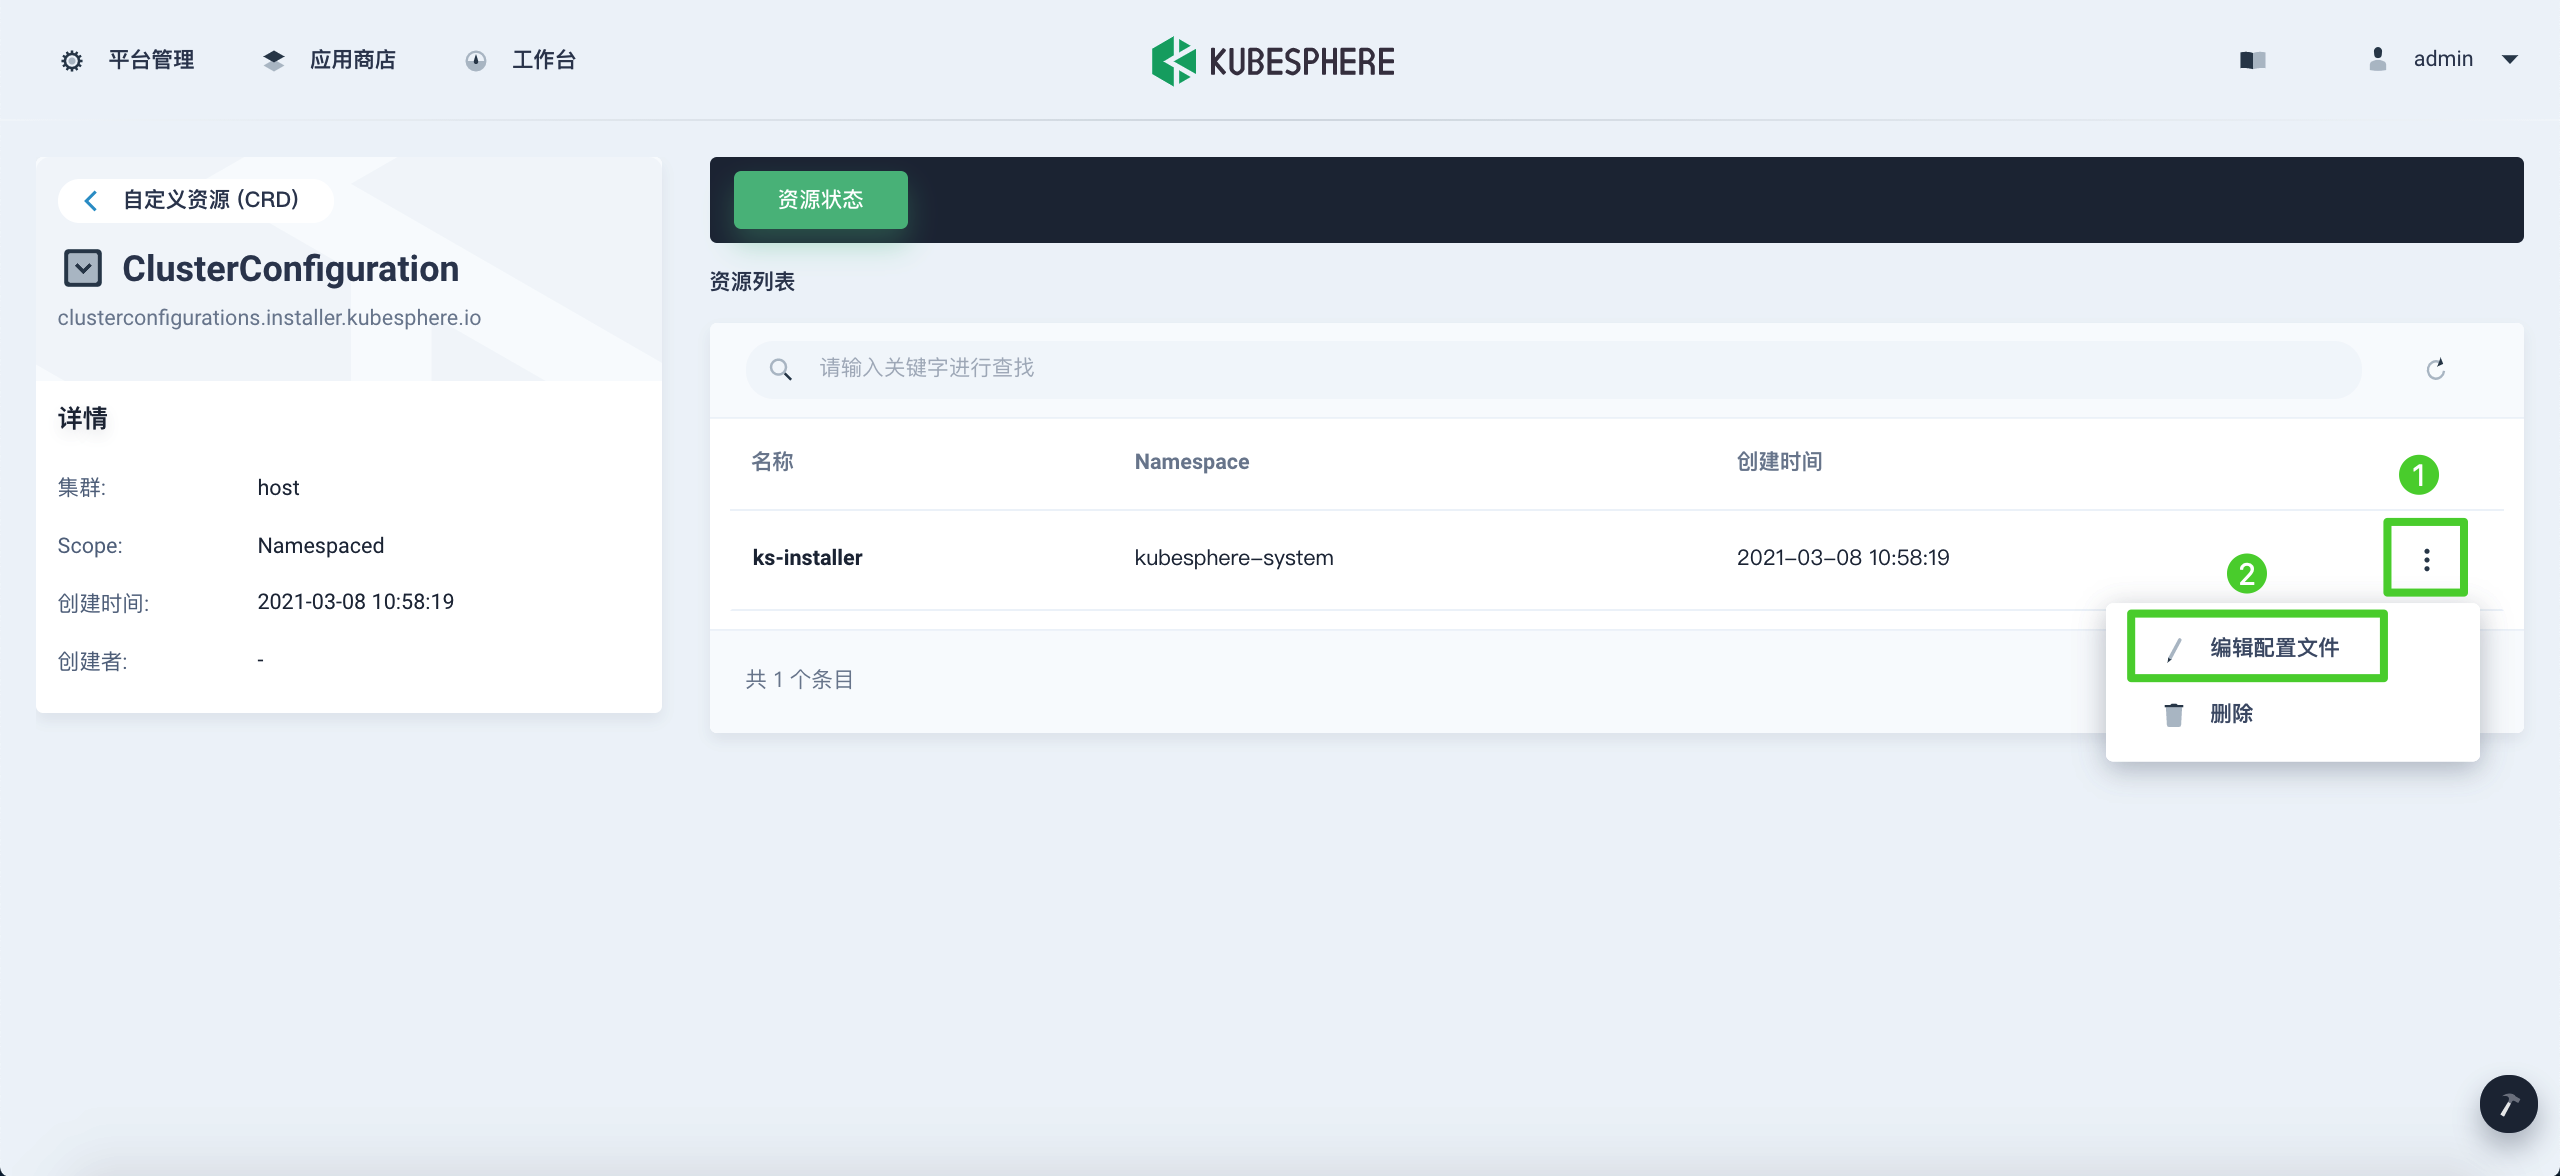 平台管理
应用商店
工作台
KUBESPHERE
admin
自定义资源 (CRD)
ClusterConfiguration
clusterconfigurations.installer.kubesphere.io
详情
集群: host
Scope: Namespaced
创建时间: 2021-03-08 10:58:19
创建者: -
资源状态
资源列表
请输入关键字进行查找
名称 Namespace 创建时间
1
ks-installer kubesphere-system 2021-03-08 10:58:19
2
编辑配置文件
删除
共 1 个条目